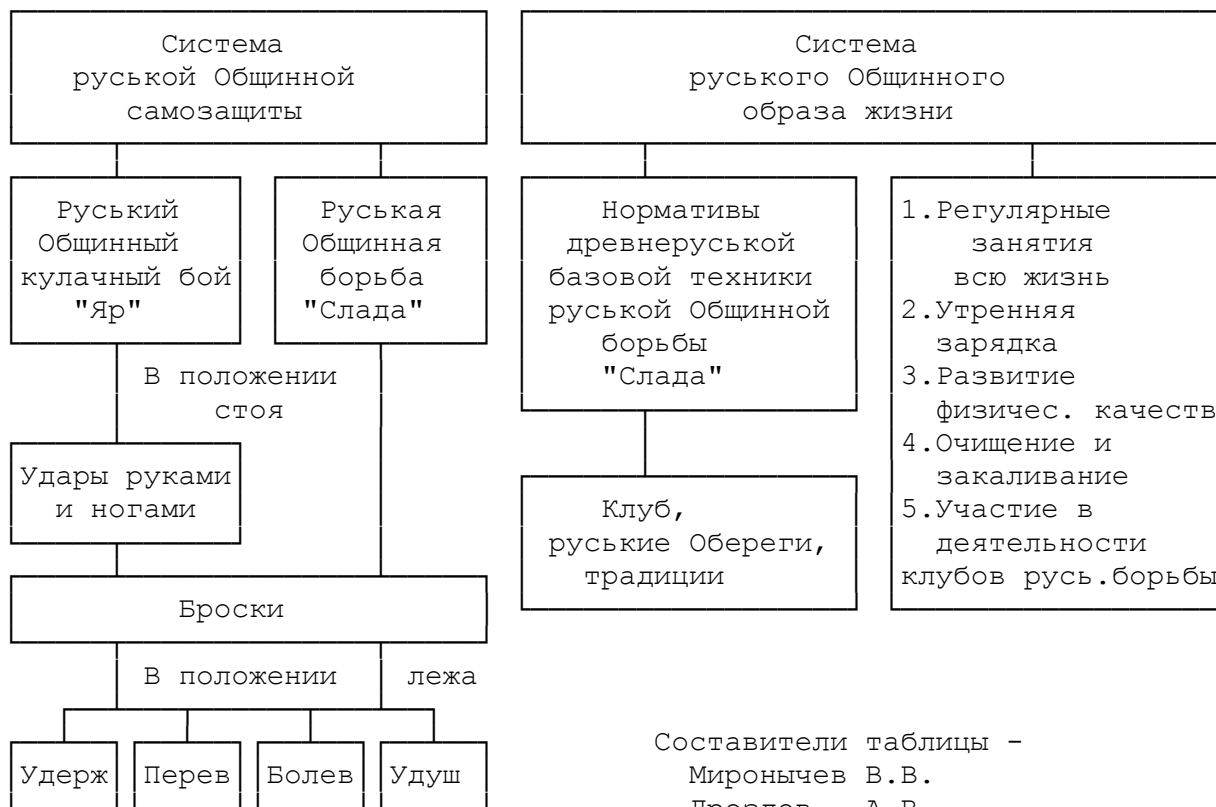 Система
руськой Общинной
самозащиты
Система
руського Общинного
образа жизни
Руський
Общинный
кулачный бой
"Яр"
Руськая
Общинная
борьба
"Слада"
Нормативы
древнеруськой
базовой техники
руськой Общинной
борьбы
"Слада"
1.Регулярные
занятия
всю жизнь
2.Утренняя
зарядка
3.Развитие
физичес. качеств
4.Очищение и
закаливание
5.Участие в
деятельности
клубов русь.борьбы
В положении
стоя
Удары руками
и ногами
Клуб,
руськие Обереги,
традиции
Броски
В положении лежа
Удерж
Перев
Болев
Удуш
Составители таблицы -
Миронычев В.В.